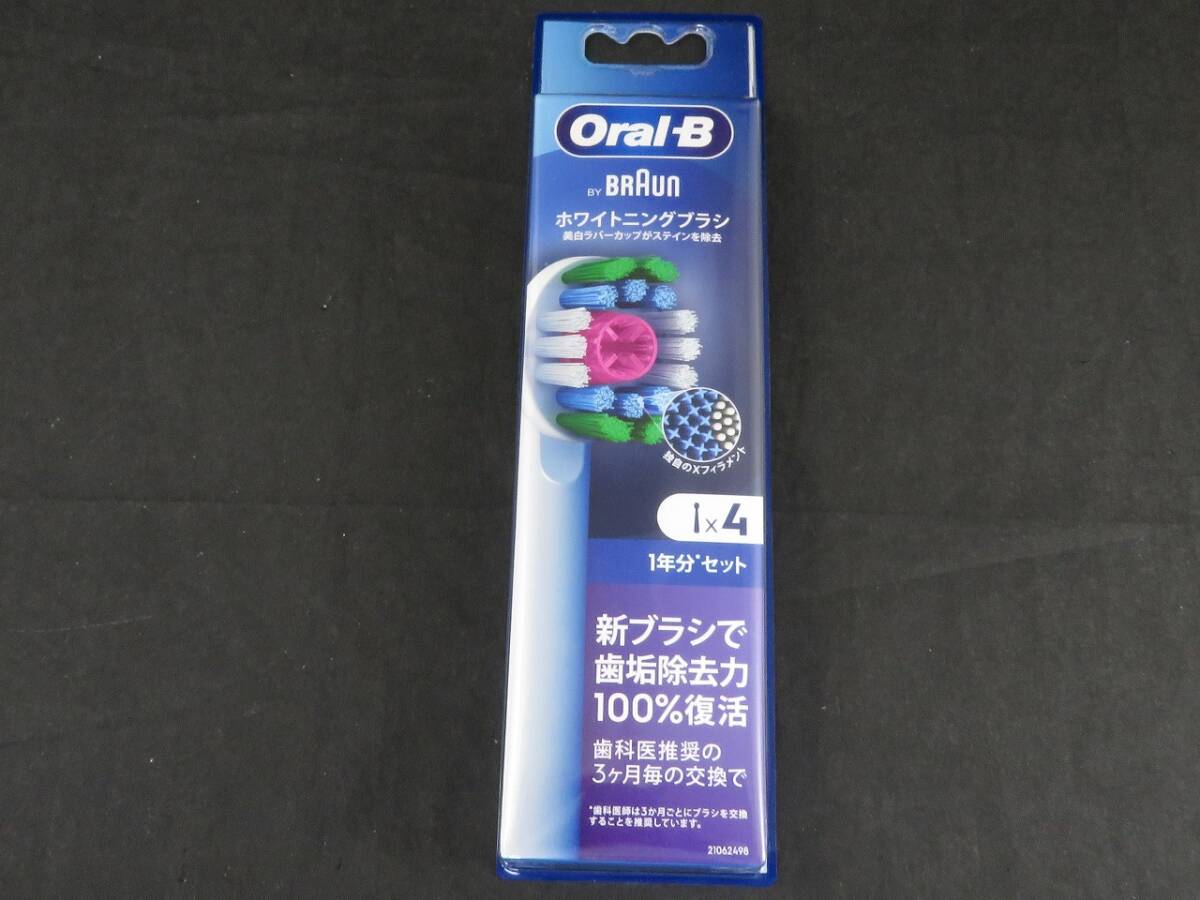 Oral-B
BY BRAUN
ホワイトニングブラシ
美白ラバーカップがステインを除去
独自のXフィラメント
x4
1年分*セット
新ブラシで
歯垢除去力
100%復活
歯科医推奨の
3ヶ月毎の交換で
*歯科医師は3か月ごとにブラシを交換
することを推奨しています。
21062498